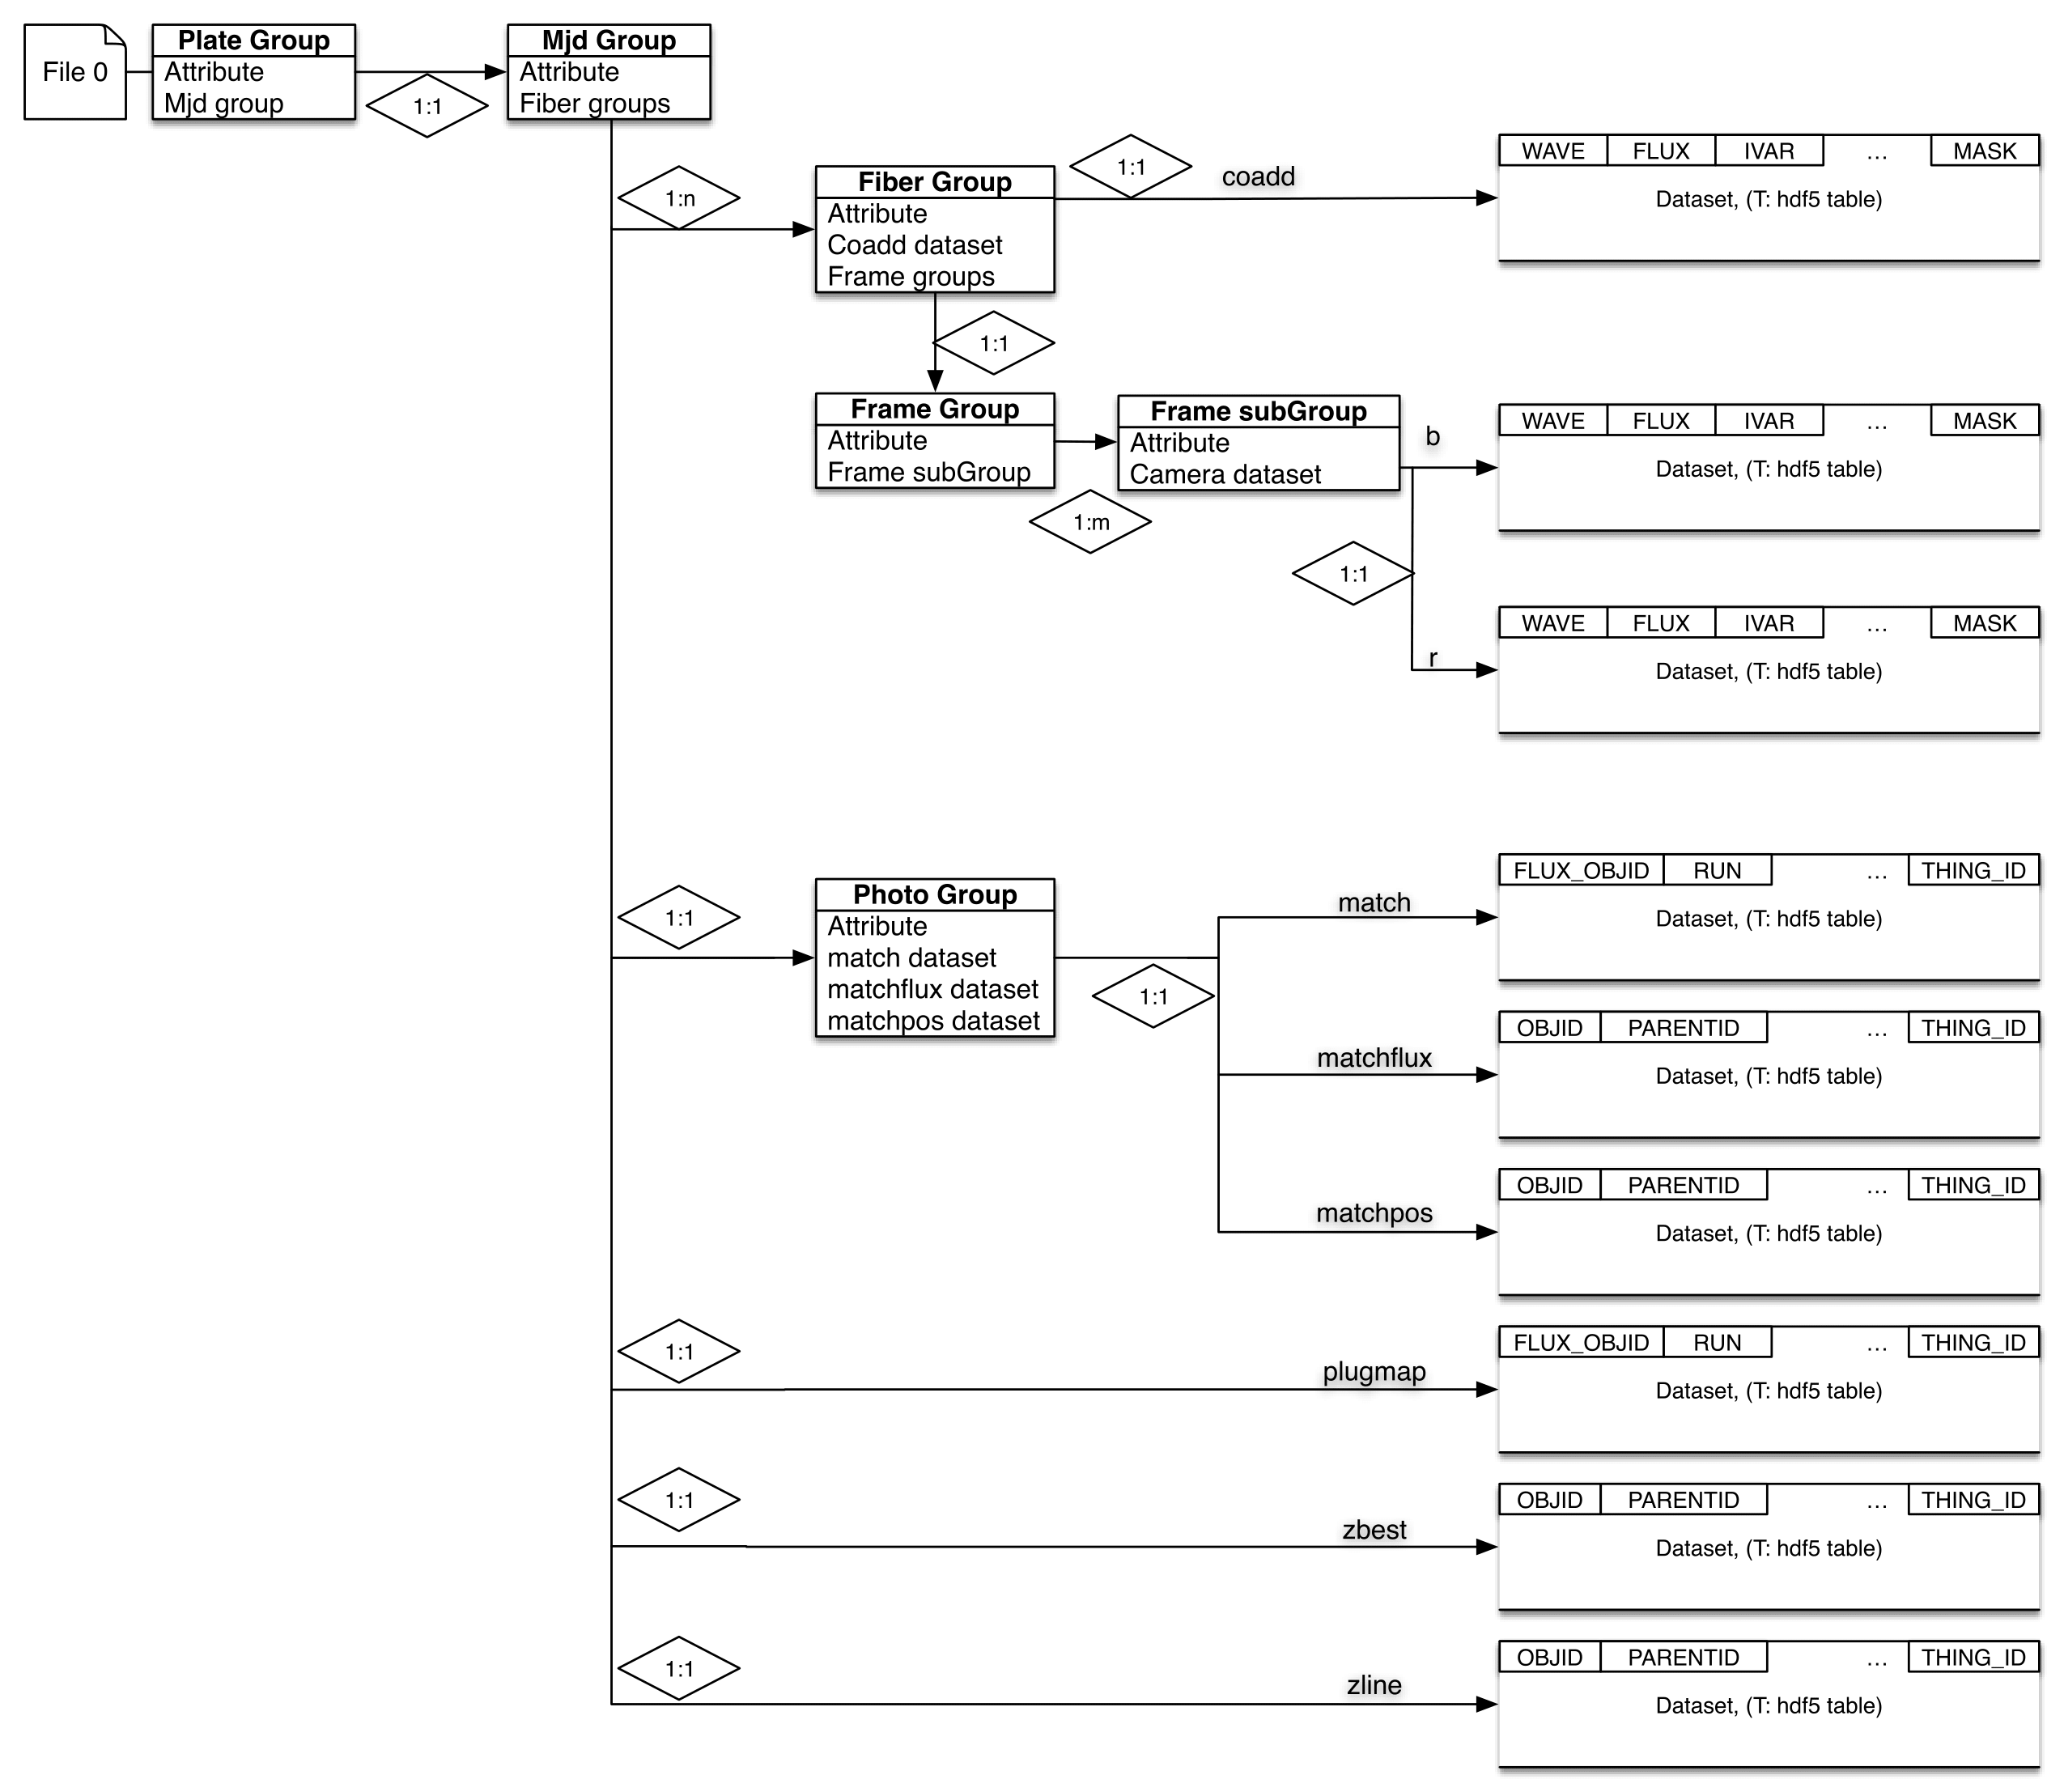 File 0
Plate Group
Attribute
Mjd group
1:1
Mjd Group
Attribute
Fiber groups
1:n
Fiber Group
Attribute
Coadd dataset
Frame groups
1:1
coadd
WAVE FLUX IVAR ... MASK
Dataset, (T: hdf5 table)
1:1
Frame Group
Attribute
Frame subGroup
1:m
Frame subGroup
Attribute
Camera dataset
b
WAVE FLUX IVAR ... MASK
Dataset, (T: hdf5 table)
1:1
r
WAVE FLUX IVAR ... MASK
Dataset, (T: hdf5 table)
1:1
Photo Group
Attribute
match dataset
matchflux dataset
matchpos dataset
1:1
match
FLUX_OBJID RUN ... THING_ID
Dataset, (T: hdf5 table)
matchflux
OBJID PARENTID ... THING_ID
Dataset, (T: hdf5 table)
matchpos
OBJID PARENTID ... THING_ID
Dataset, (T: hdf5 table)
1:1
plugmap
FLUX_OBJID RUN ... THING_ID
Dataset, (T: hdf5 table)
1:1
zbest
OBJID PARENTID ... THING_ID
Dataset, (T: hdf5 table)
1:1
zline
OBJID PARENTID ... THING_ID
Dataset, (T: hdf5 table)